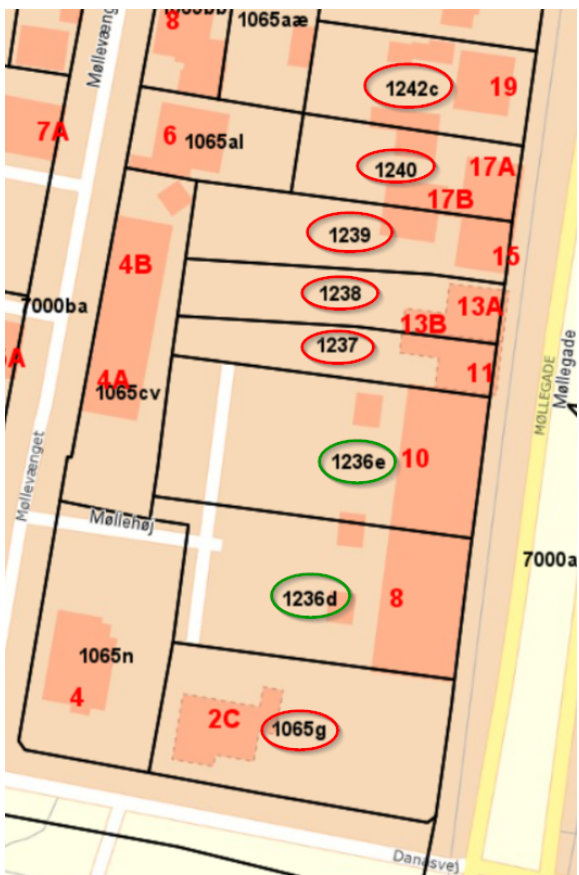 8
1065aæ
Møllevænget
1242c
19
7A
6
1065al
1240
17A
17B
1239
15
4B
1238
13A
7000ba
13B
1237
11
4A
1065cv
MØLLEGADE
Møllegade
1236e
10
Møllevænget
Møllehøj
7000a
1236d
8
1065n
4
2C
1065g
Danasvej